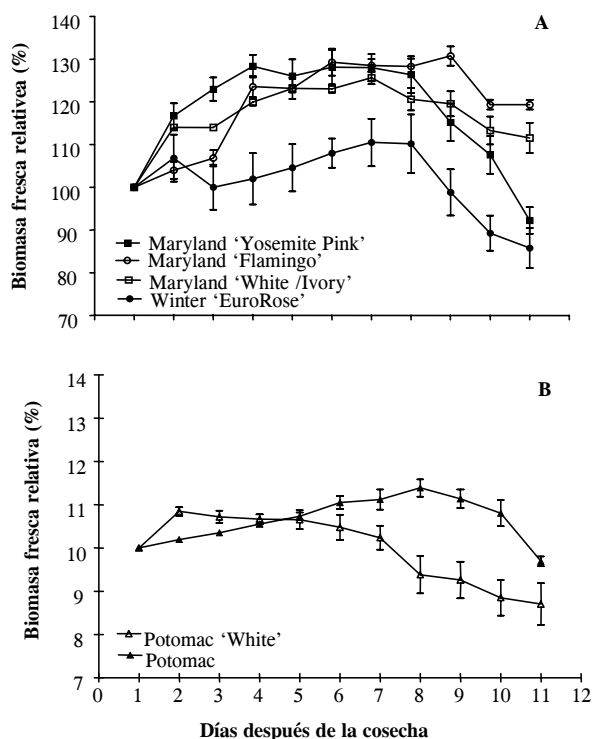 A
Biomasa fresca relativea (%)
140
130
120
110
100
90
80
70
Maryland ‘Yosemite Pink’
Maryland ‘Flamingo’
Maryland ‘White /Ivory’
Winter ‘EuroRose’
B
Biomasa fresca relativa (%)
14
13
12
11
10
9
8
7
Potomac ‘White’
Potomac
0 1 2 3 4 5 6 7 8 9 10 11 12
Días después de la cosecha